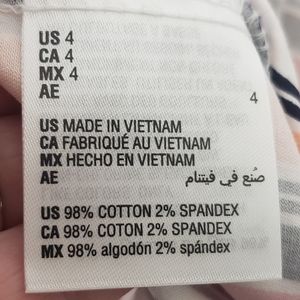 US 4
CA 4
MX 4
AE 4
US MADE IN VIETNAM
CA FABRIQUÉ AU VIETNAM
MX HECHO EN VIETNAM
AE صُنع في فيتنام
US 98% COTTON 2% SPANDEX
CA 98% COTON 2% SPANDEX
MX 98% algodón 2% spándex